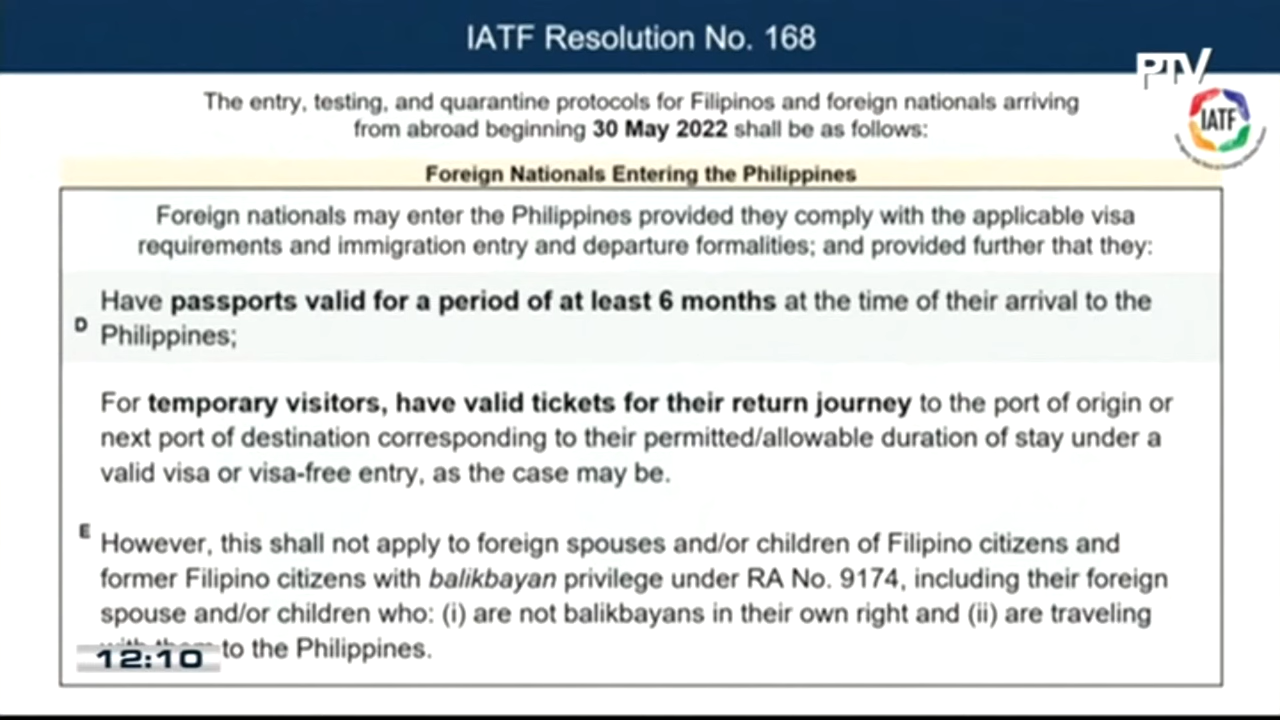 IATF Resolution No. 168
PTV
IATF
The entry, testing, and quarantine protocols for Filipinos and foreign nationals arriving
from abroad beginning 30 May 2022 shall be as follows:
Foreign Nationals Entering the Philippines
Foreign nationals may enter the Philippines provided they comply with the applicable visa
requirements and immigration entry and departure formalities; and provided further that they:
D
Have passports valid for a period of at least 6 months at the time of their arrival to the
Philippines;
For temporary visitors, have valid tickets for their return journey to the port of origin or
next port of destination corresponding to their permitted/allowable duration of stay under a
valid visa or visa-free entry, as the case may be.
E
However, this shall not apply to foreign spouses and/or children of Filipino citizens and
former Filipino citizens with balikbayan privilege under RA No. 9174, including their foreign
spouse and/or children who: (i) are not balikbayans in their own right and (ii) are traveling
to the Philippines.
12:10